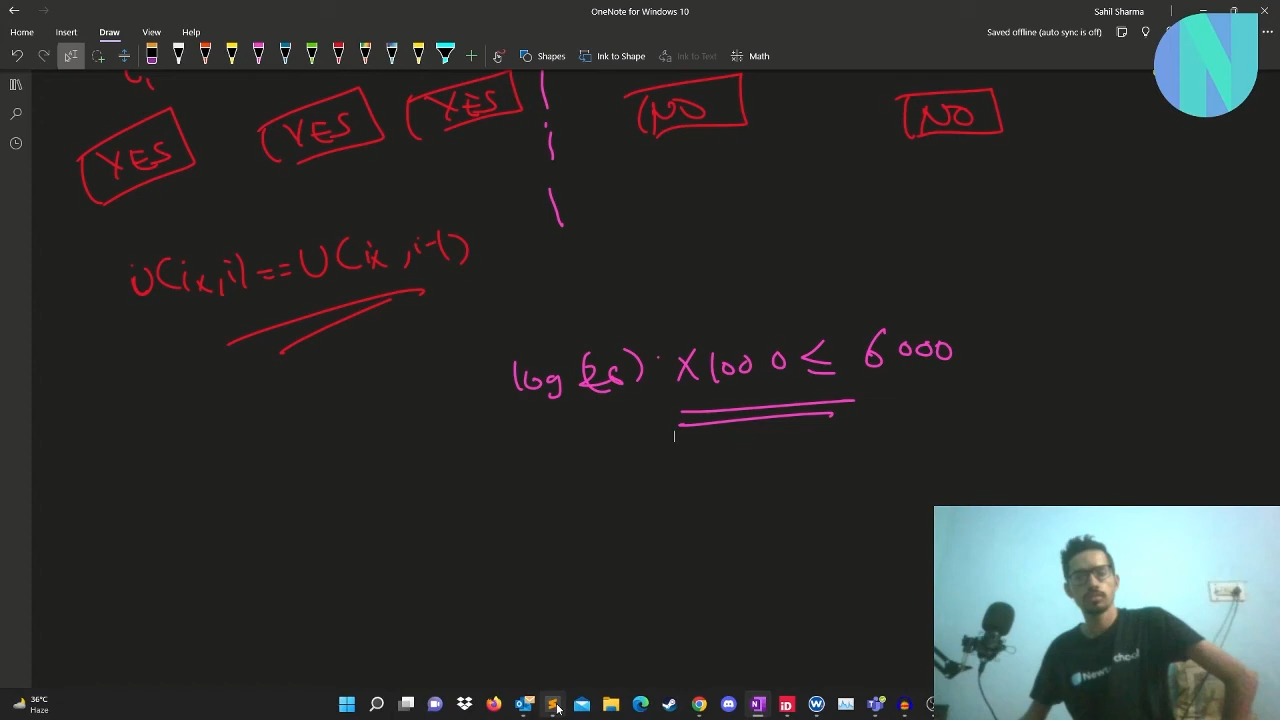 OneNote for Windows 10
Sahil Sharma
Home Insert Draw View Help
Saved offline (auto sync is off)
Shapes Ink to Shape Ink to Text Math
YES YES YES NO NO
U(ix,i) == U(ix,i-1)
log X 1000 ≤ 6000
N
36°C
Haze